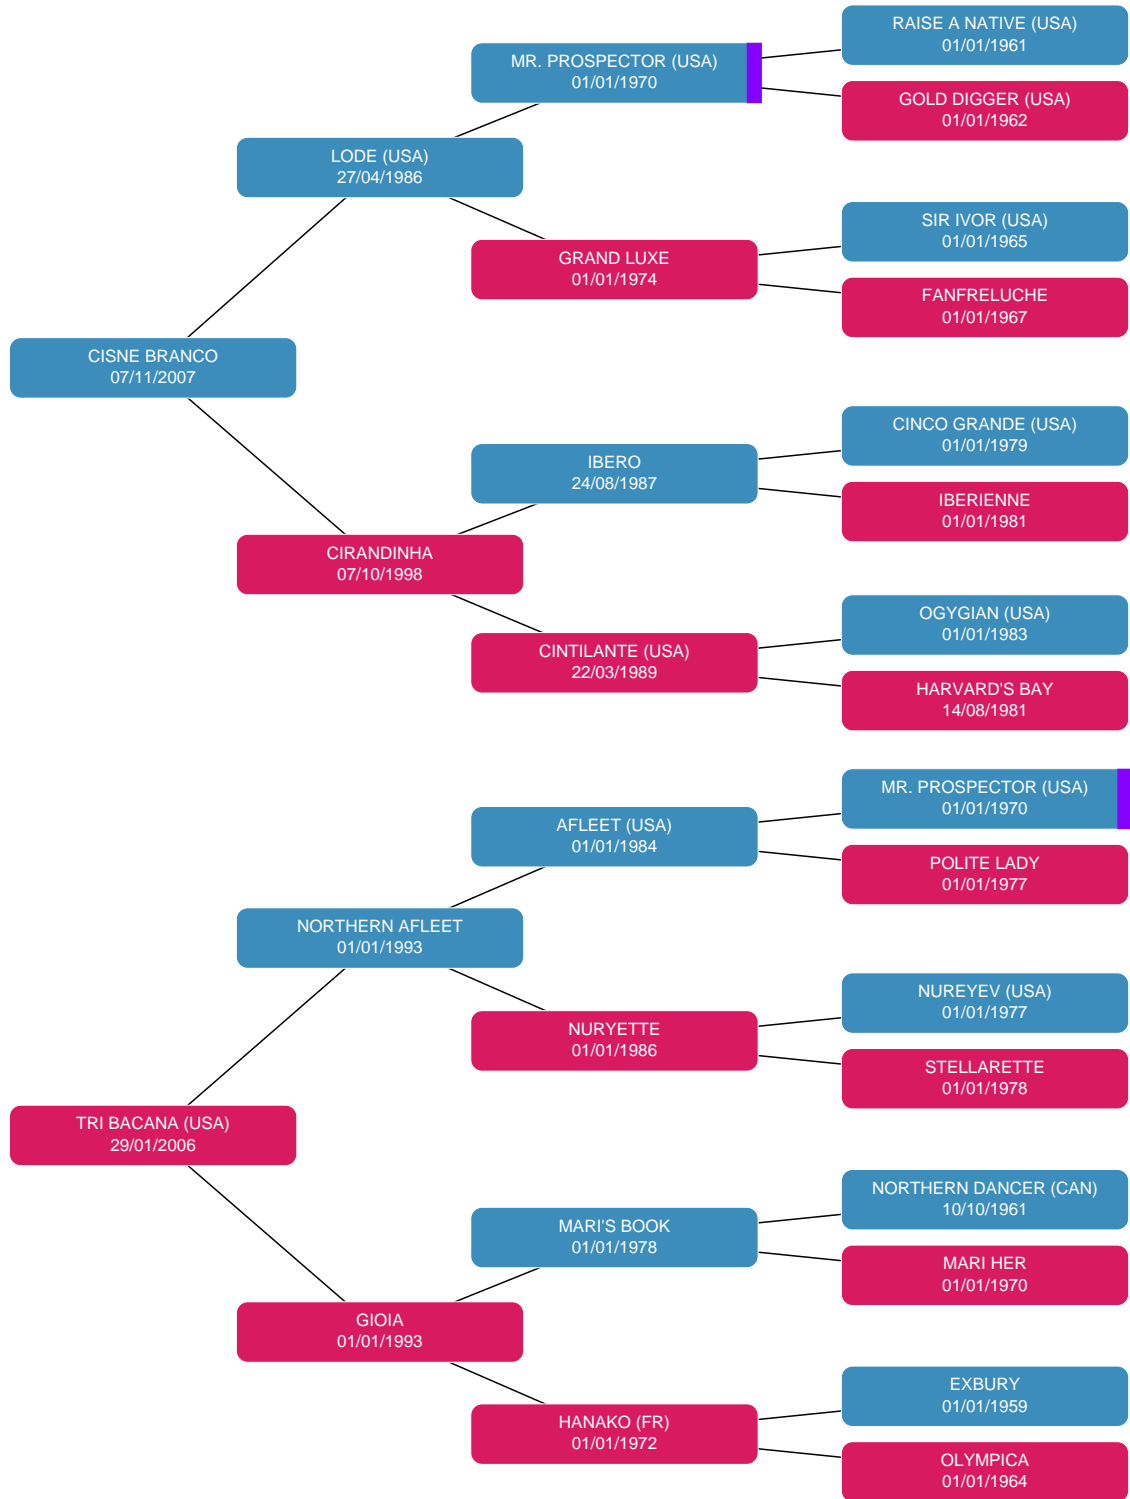 RAISE A NATIVE (USA)
01/01/1961
MR. PROSPECTOR (USA)
01/01/1970
GOLD DIGGER (USA)
01/01/1962
LODE (USA)
27/04/1986
SIR IVOR (USA)
01/01/1965
GRAND LUXE
01/01/1974
FANFRELUCHE
01/01/1967
CISNE BRANCO
07/11/2007
CINCO GRANDE (USA)
01/01/1979
IBERO
24/08/1987
IBERIENNE
01/01/1981
CIRANDINHA
07/10/1998
OGYGIAN (USA)
01/01/1983
CINTILANTE (USA)
22/03/1989
HARVARD'S BAY
14/08/1981
MR. PROSPECTOR (USA)
01/01/1970
AFLEET (USA)
01/01/1984
POLITE LADY
01/01/1977
NORTHERN AFLEET
01/01/1993
NUREYEV (USA)
01/01/1977
NURYETTE
01/01/1986
STELLARETTE
01/01/1978
TRI BACANA (USA)
29/01/2006
NORTHERN DANCER (CAN)
10/10/1961
MARI'S BOOK
01/01/1978
MARI HER
01/01/1970
GIOIA
01/01/1993
EXBURY
01/01/1959
HANAKO (FR)
01/01/1972
OLYMPICA
01/01/1964